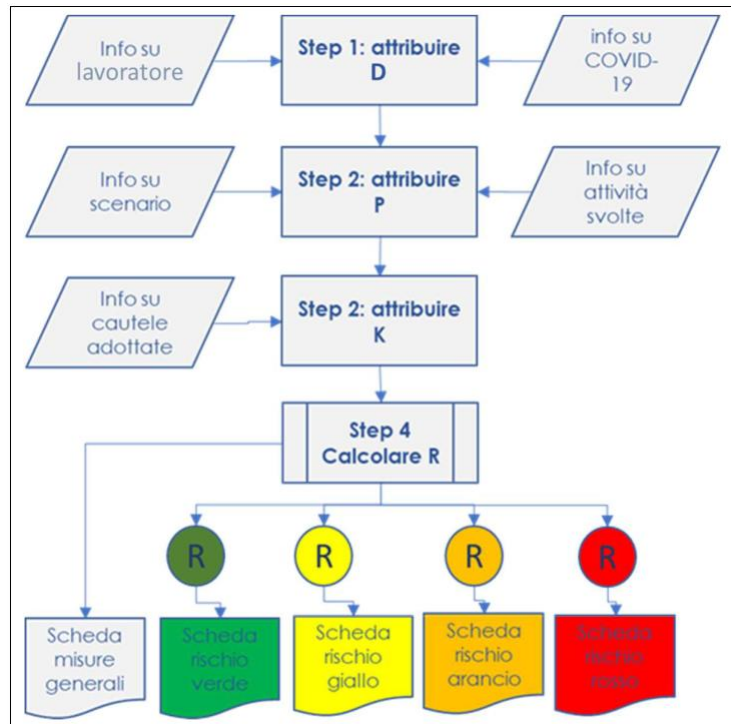 Info su
lavoratore
Step 1: attribuire
D
info su
COVID-
19
Info su
scenario
Step 2: attribuire
P
Info su
attività
svolte
Info su
cautele
adottate
Step 2: attribuire
K
Step 4
Calcolare R
R
R
R
R
Scheda
misure
generali
Scheda
rischio
verde
Scheda
rischio
giallo
Scheda
rischio
arancio
Scheda
rischio
rosso